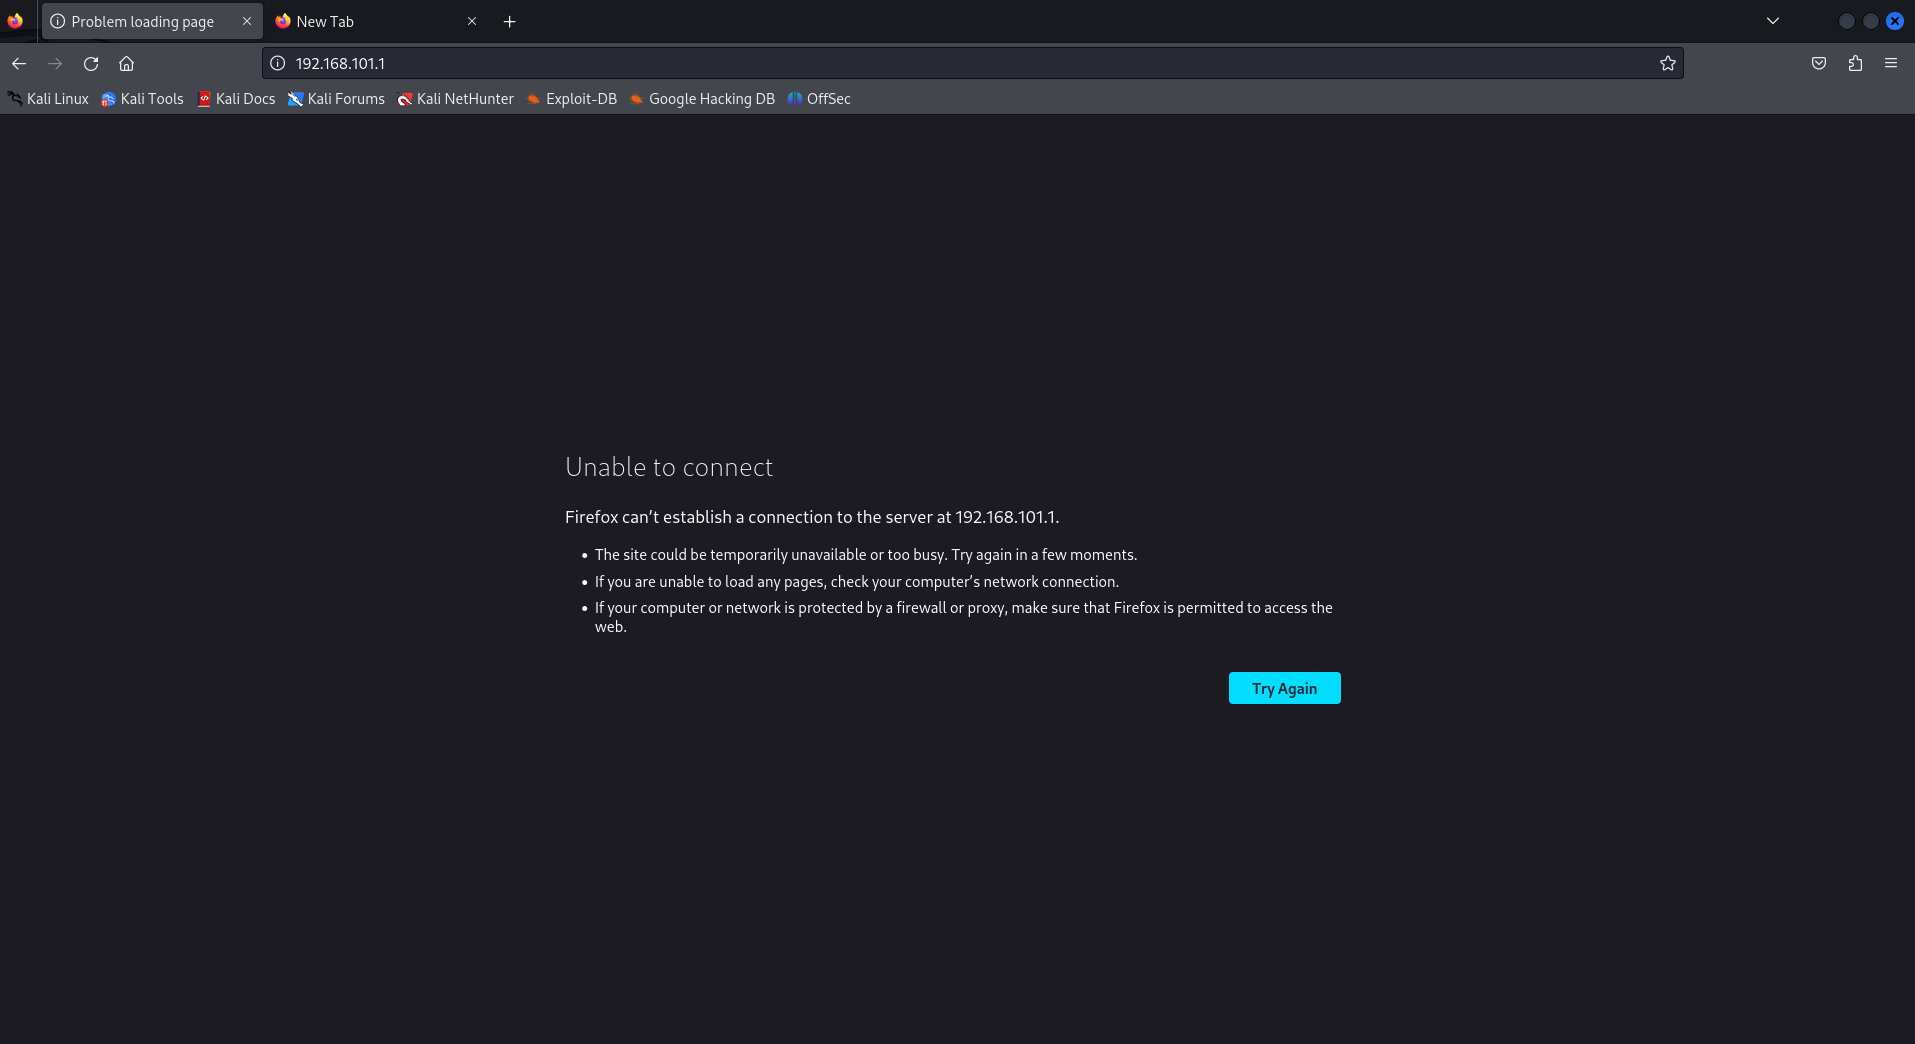 Problem loading page
New Tab
192.168.101.1
Kali Linux Kali Tools Kali Docs Kali Forums Kali NetHunter Exploit-DB Google Hacking DB OffSec
Unable to connect
Firefox can’t establish a connection to the server at 192.168.101.1.
• The site could be temporarily unavailable or too busy. Try again in a few moments.
• If you are unable to load any pages, check your computer’s network connection.
• If your computer or network is protected by a firewall or proxy, make sure that Firefox is permitted to access the
web.
Try Again